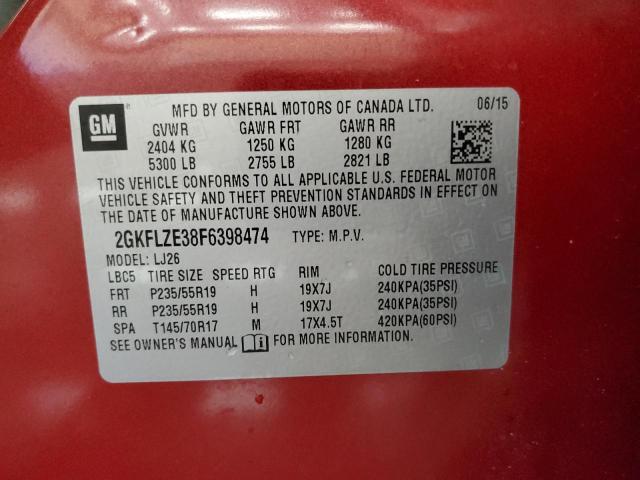 GM ®
MFD BY GENERAL MOTORS OF CANADA LTD. 06/15
GVWR GAWR FRT GAWR RR
2404 KG 1250 KG 1280 KG
5300 LB 2755 LB 2821 LB
THIS VEHICLE CONFORMS TO ALL APPLICABLE U.S. FEDERAL MOTOR
VEHICLE SAFETY AND THEFT PREVENTION STANDARDS IN EFFECT ON
THE DATE OF MANUFACTURE SHOWN ABOVE.
2GKFLZE38F6398474 TYPE: M.P.V.
MODEL: LJ26
LBC5 TIRE SIZE SPEED RTG RIM COLD TIRE PRESSURE
FRT P235/55R19 H 19X7J 240KPA(35PSI)
RR P235/55R19 H 19X7J 240KPA(35PSI)
SPA T145/70R17 M 17X4.5T 420KPA(60PSI)
SEE OWNER'S MANUAL FOR MORE INFORMATION.